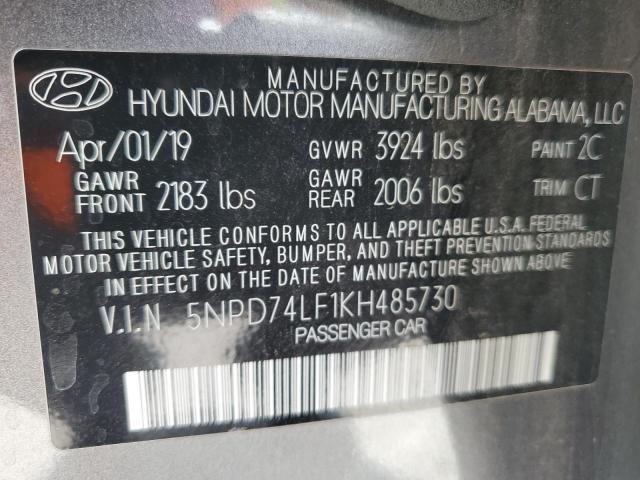 MANUFACTURED BY
HYUNDAI MOTOR MANUFACTURING ALABAMA, LLC
Apr/01/19 GVWR 3924 lbs PAINT 2C
GAWR FRONT 2183 lbs GAWR REAR 2006 lbs TRIM CT
THIS VEHICLE CONFORMS TO ALL APPLICABLE U.S.A. FEDERAL
MOTOR VEHICLE SAFETY, BUMPER, AND THEFT PREVENTION STANDARDS
IN EFFECT ON THE DATE OF MANUFACTURE SHOWN ABOVE
V.I.N 5NPD74LF1KH485730
PASSENGER CAR